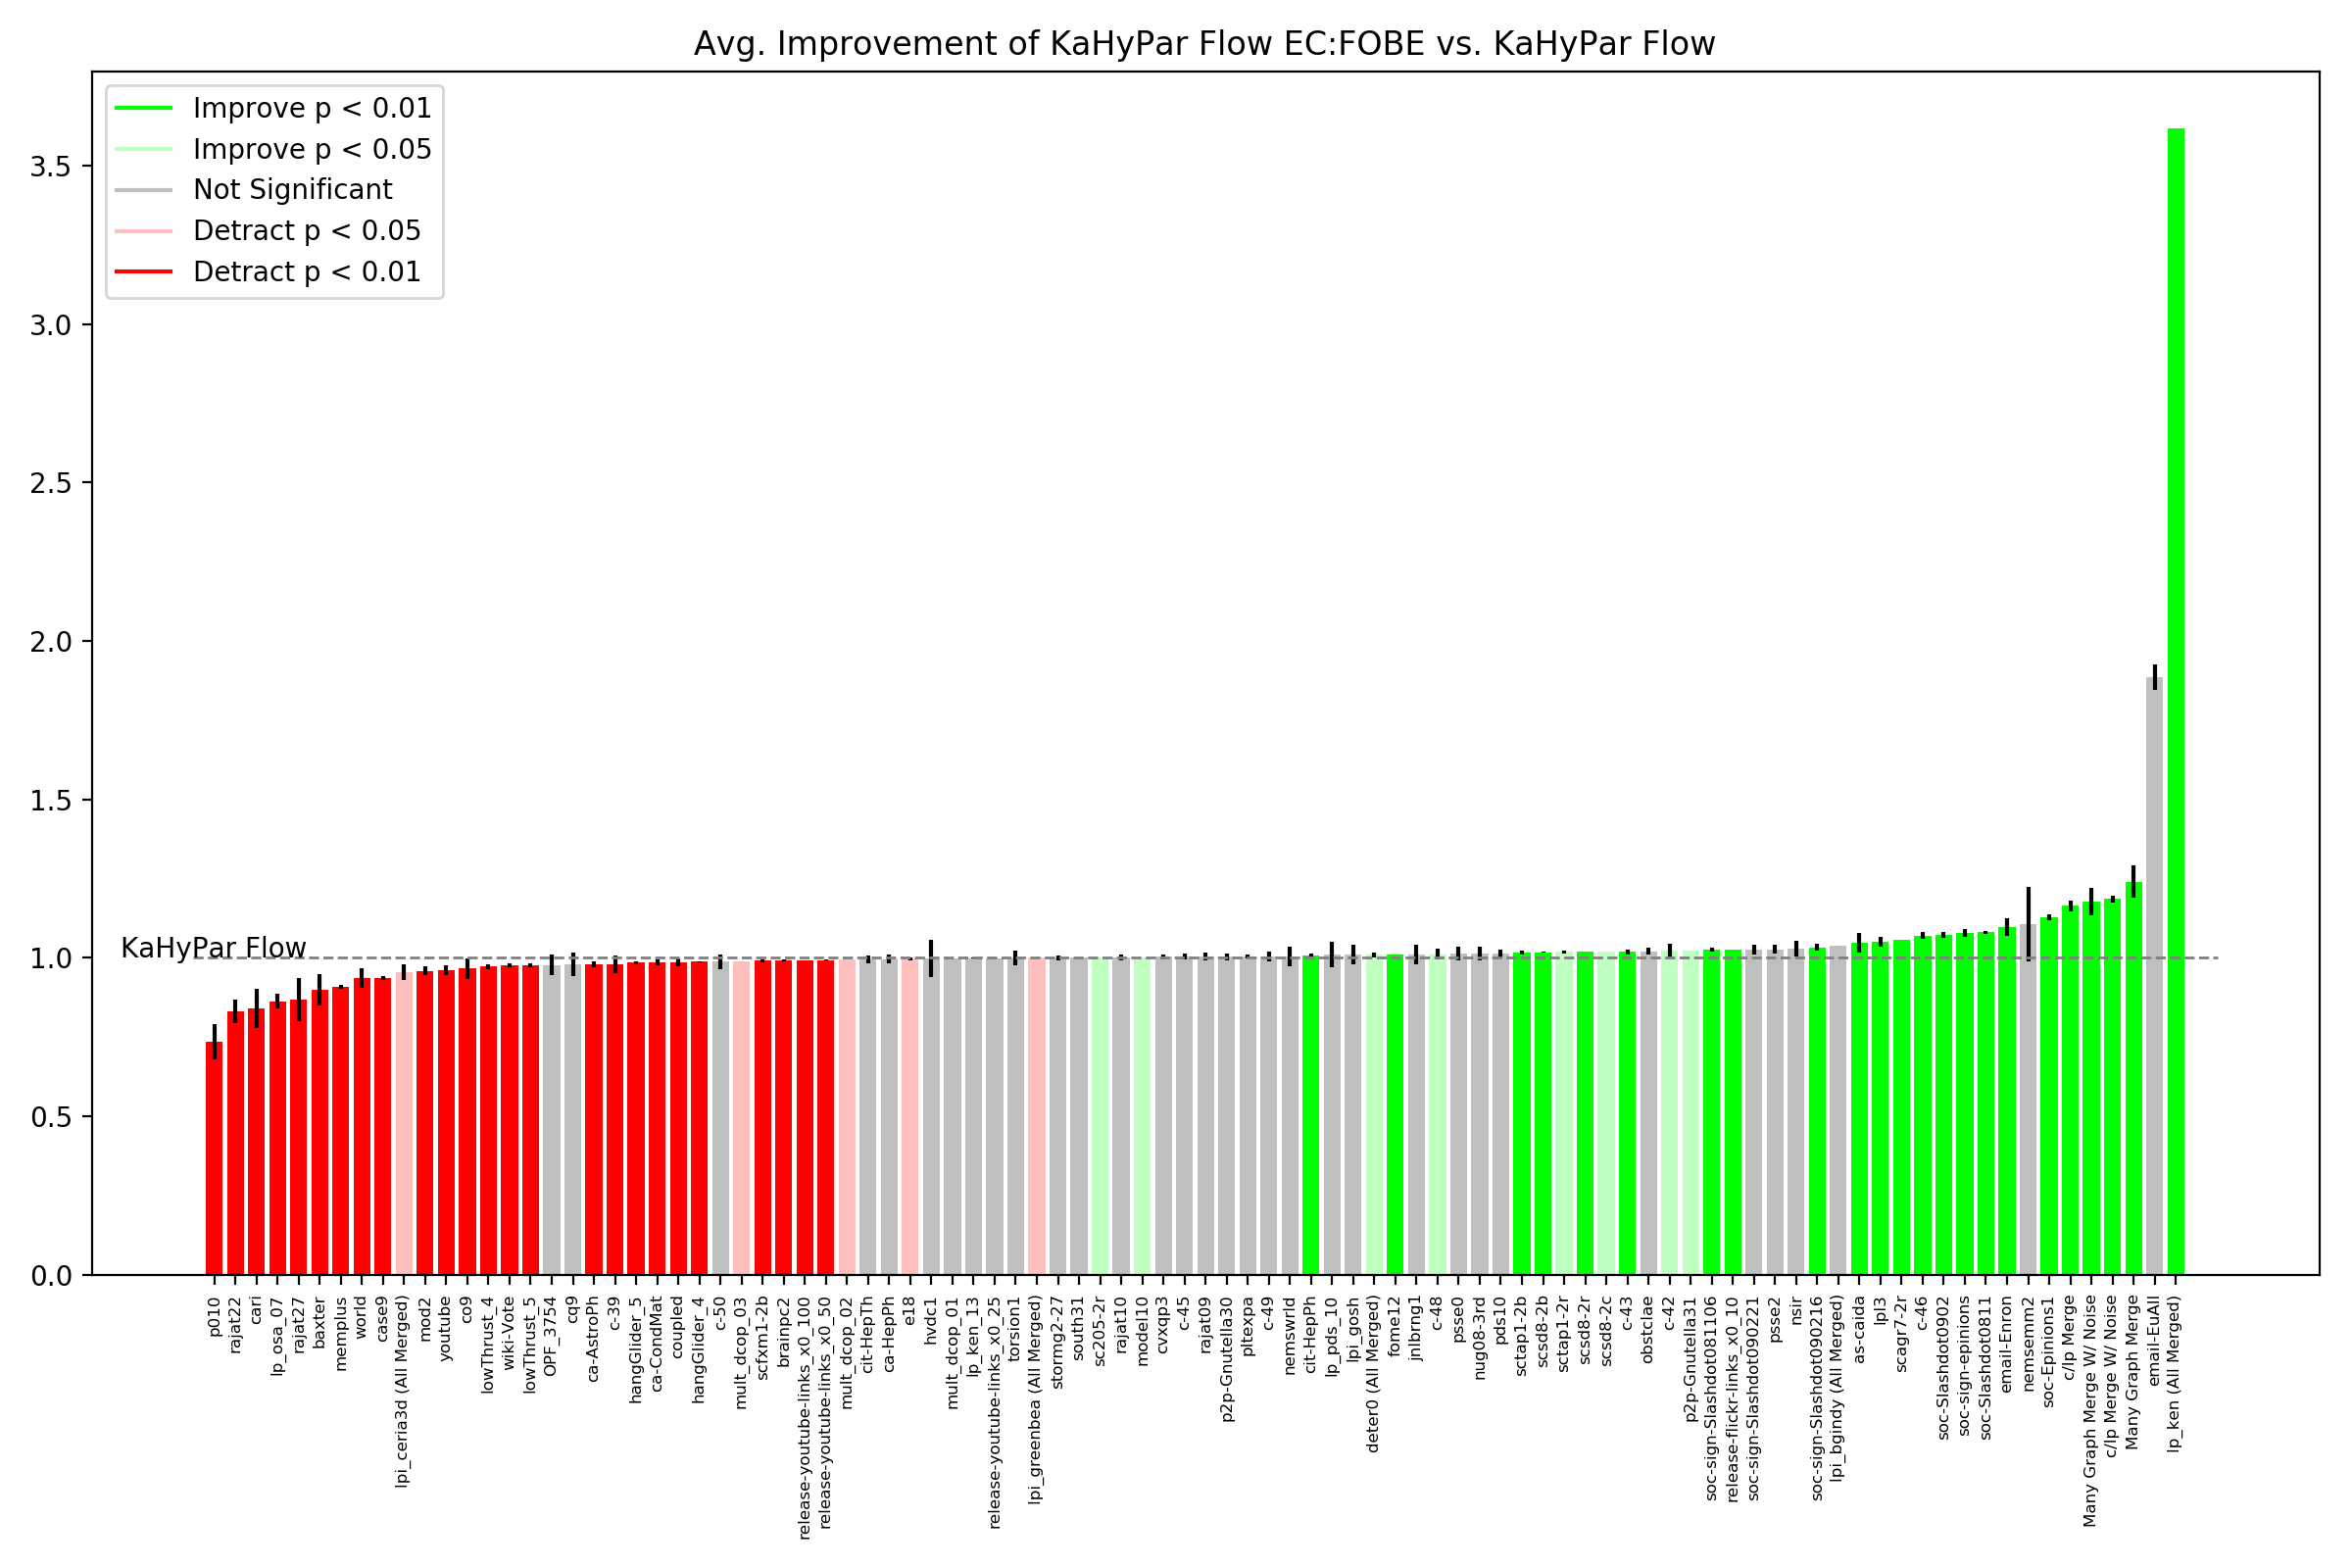 Avg. Improvement of KaHyPar Flow EC:FOBE vs. KaHyPar Flow
Improve p < 0.01
Improve p < 0.05
Not Significant
Detract p < 0.05
Detract p < 0.01
3.5
3.0
2.5
2.0
1.5
1.0
0.5
0.0
KaHyPar Flow
p010
rajat22
cari
lp_osa_07
rajat27
baxter
memplus
world
case9
lpi_ceria3d (All Merged)
mod2
youtube
co9
lowThrust_4
wiki-Vote
lowThrust_5
OPF_3754
cq9
ca-AstroPh
c-39
hangGlider_5
ca-CondMat
coupled
hangGlider_4
c-50
mult_dcop_03
scfxm1-2b
brainpc2
release-youtube-links_x0_100
release-youtube-links_x0_50
mult_dcop_02
cit-HepTh
ca-HepPh
e18
hvdc1
mult_dcop_01
lp_ken_13
release-youtube-links_x0_25
torsion1
lpi_greenbea (All Merged)
stormg2-27
south31
sc205-2r
rajat10
model10
cvxqp3
c-45
rajat09
p2p-Gnutella30
pltexpa
c-49
nemswrld
cit-HepPh
lp_pds_10
lpi_gosh
deter0 (All Merged)
fome12
jnlbrng1
c-48
psse0
nug08-3rd
pds10
sctap1-2b
scsd8-2b
sctap1-2r
scsd8-2r
scsd8-2c
c-43
obstclae
c-42
p2p-Gnutella31
soc-sign-Slashdot081106
release-flickr-links_x0_10
soc-sign-Slashdot090221
psse2
nsir
soc-sign-Slashdot090216
lpi_bgindy (All Merged)
as-caida
lpl3
scagr7-2r
c-46
soc-Slashdot0902
soc-sign-epinions
soc-Slashdot0811
email-Enron
nemsemm2
soc-Epinions1
c/lp Merge
Many Graph Merge W/ Noise
c/lp Merge W/ Noise
Many Graph Merge
email-EuAll
lp_ken (All Merged)